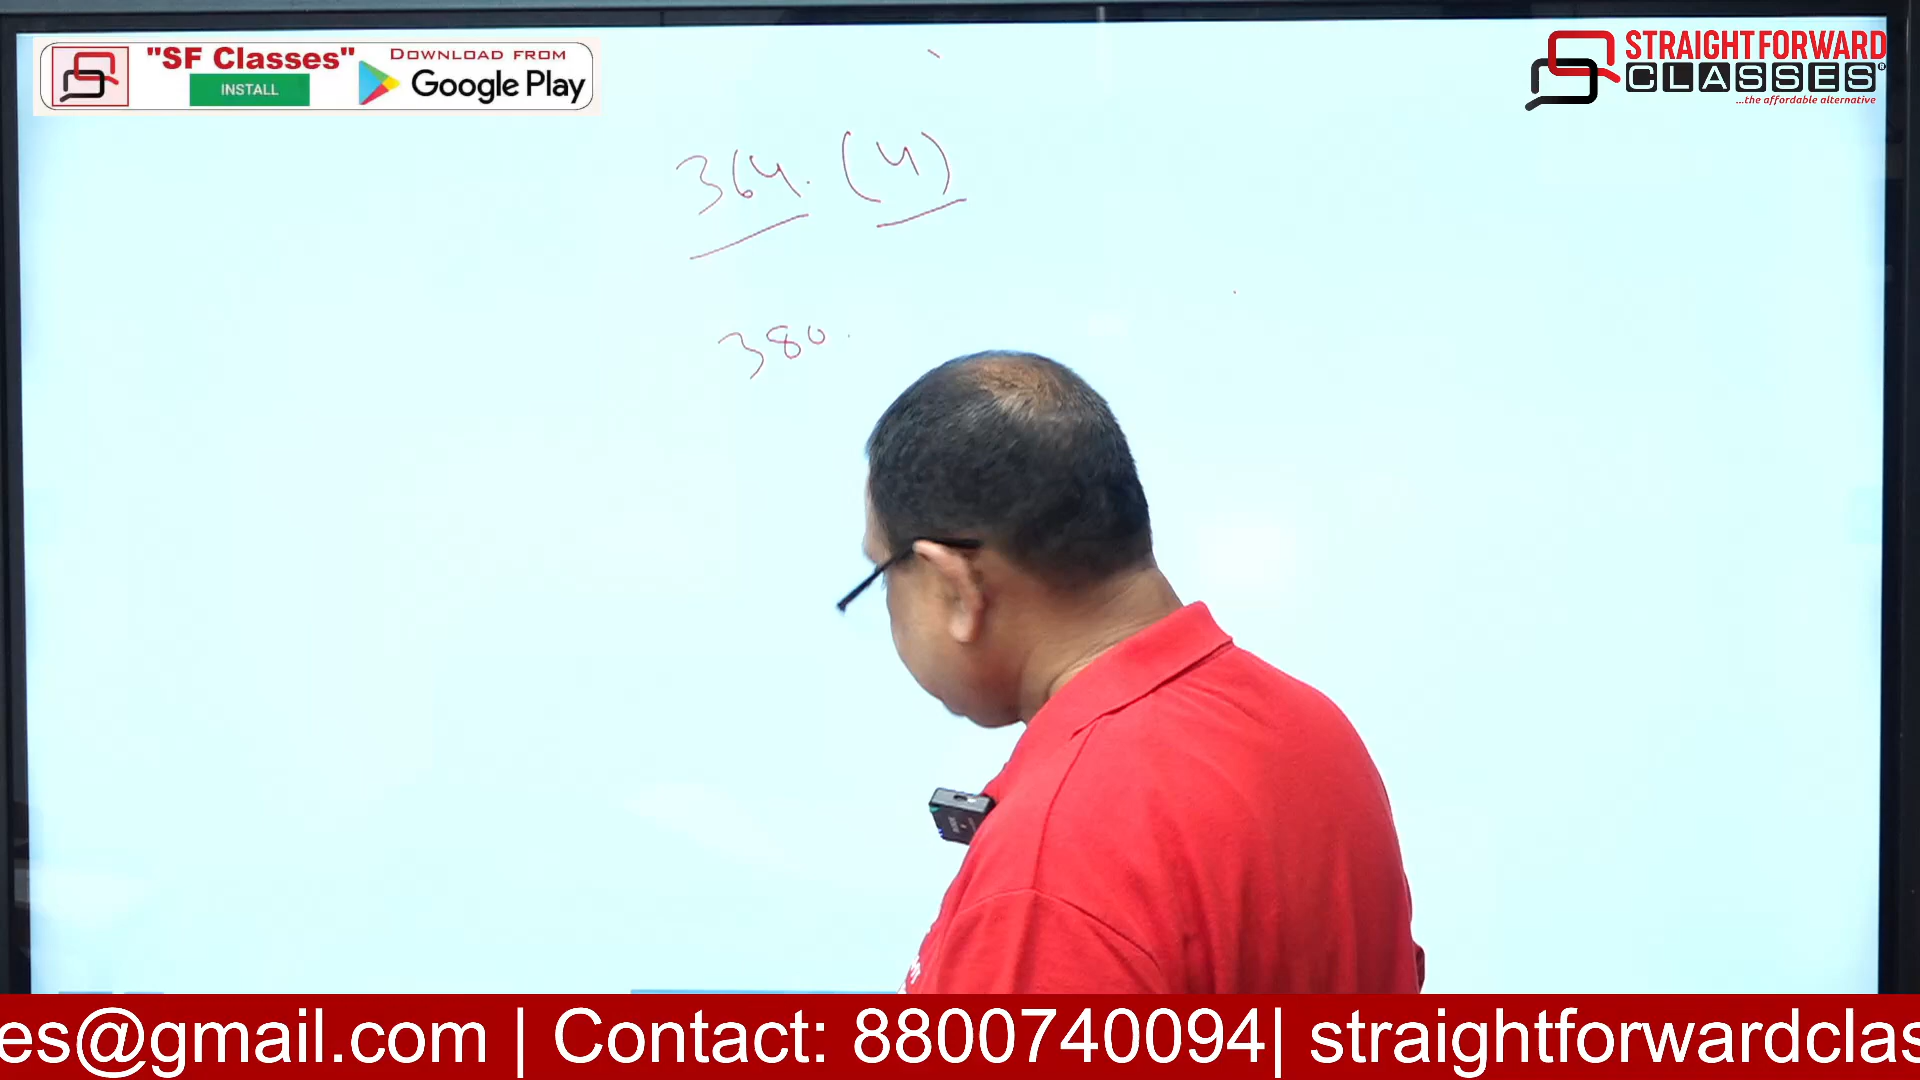 "SF Classes"
INSTALL
DOWNLOAD FROM
Google Play
STRAIGHT FORWARD
CLASSES®
...the affordable alternative
364. (4)
380.
es@gmail.com | Contact: 8800740094| straightforwardclas